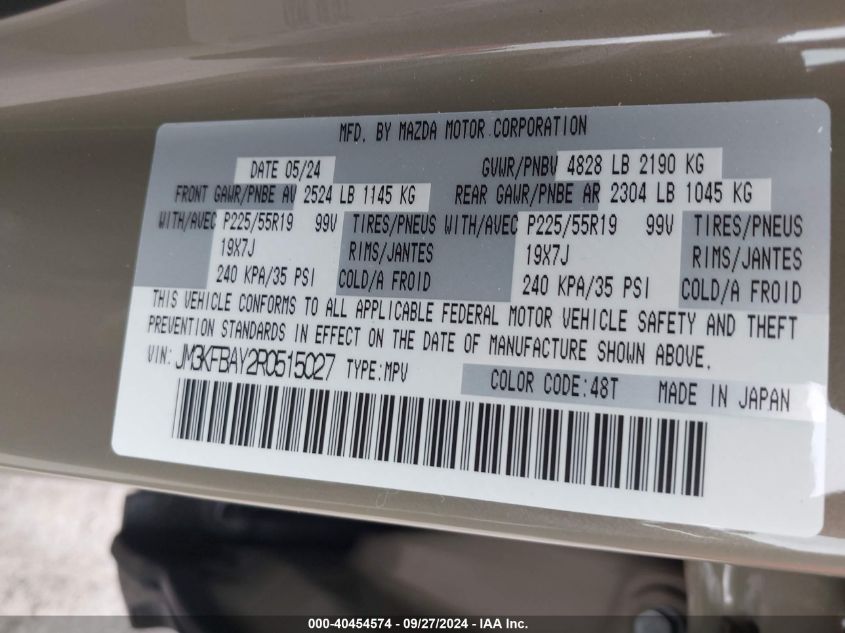 MFD. BY MAZDA MOTOR CORPORATION
DATE 05/24 GVWR/PNBV 4828 LB 2190 KG
FRONT GAWR/PNBE AV 2524 LB 1145 KG REAR GAWR/PNBE AR 2304 LB 1045 KG
WITH/AVEC P225/55R19 99V TIRES/PNEUS WITH/AVEC P225/55R19 99V TIRES/PNEUS
19X7J RIMS/JANTES 19X7J RIMS/JANTES
240 KPA/35 PSI COLD/A FROID 240 KPA/35 PSI COLD/A FROID
THIS VEHICLE CONFORMS TO ALL APPLICABLE FEDERAL MOTOR VEHICLE SAFETY AND THEFT
PREVENTION STANDARDS IN EFFECT ON THE DATE OF MANUFACTURE SHOWN ABOVE.
VIN: JM3KFBAY2R0515027 TYPE:MPV COLOR CODE:48T MADE IN JAPAN
000-40454574 / 09/27/2024 - IAA Inc.